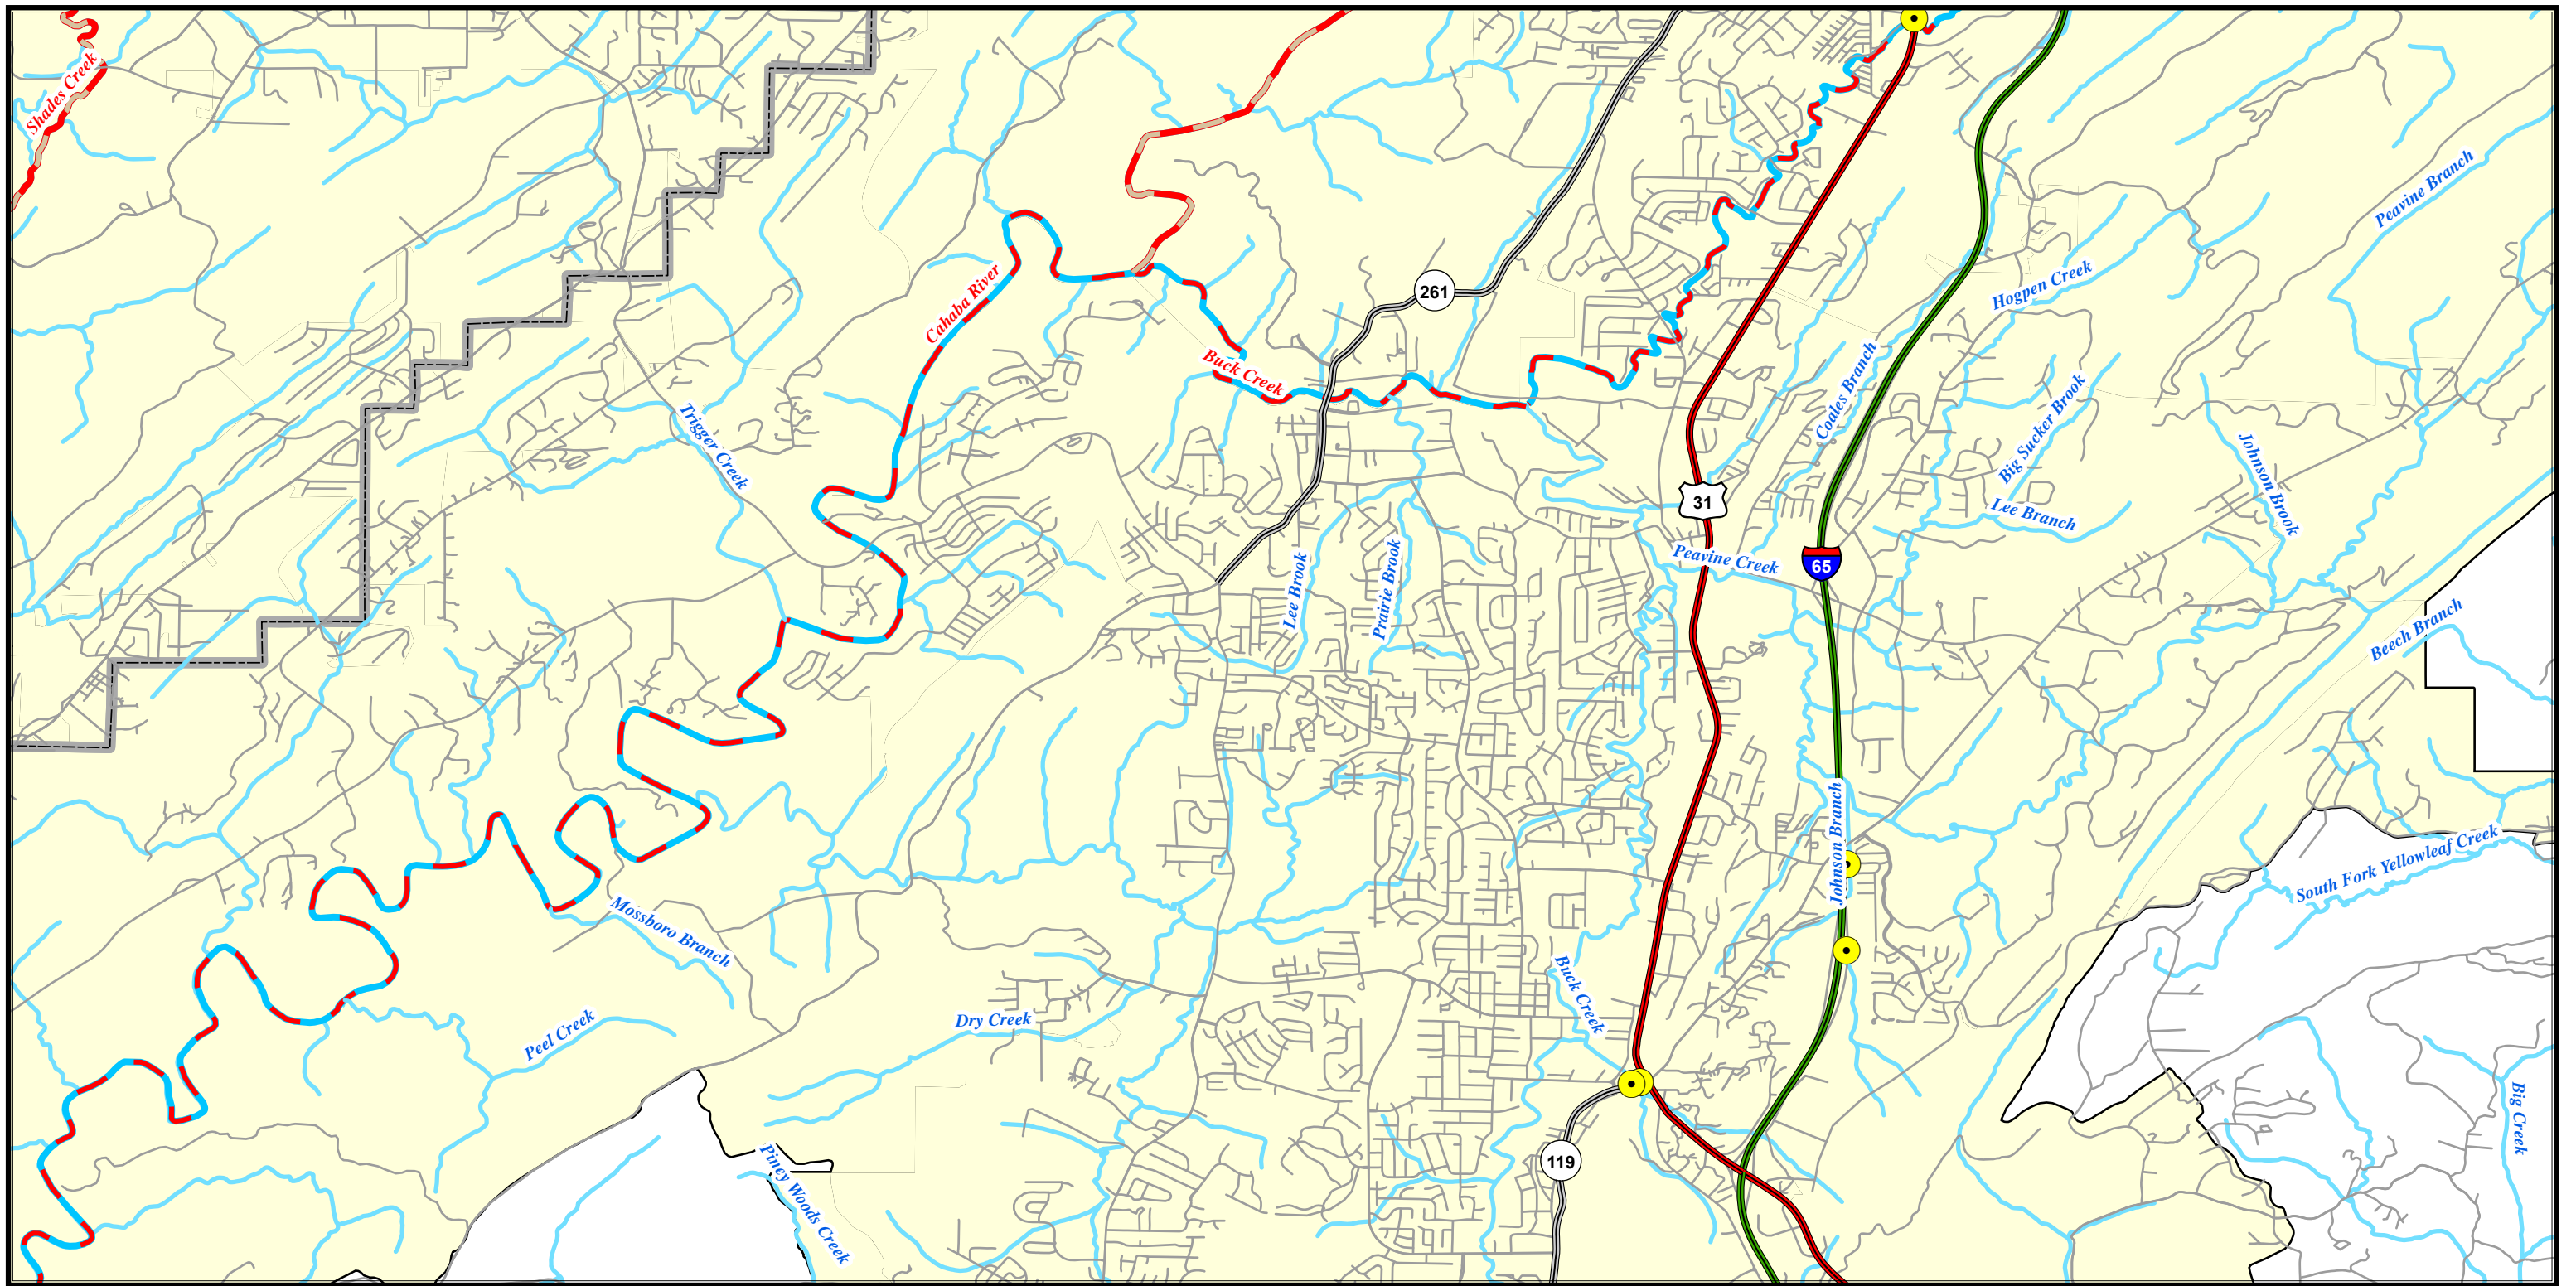 Shades Creek
Peavine Branch
Cahaba River
261
Hogpen Creek
Buck Creek
Coales Branch
Trigger Creek
Big Sucker Brook
Johnson Brook
31
Lee Branch
Peavine Creek
65
Lee Brook
Prairie Brook
Beech Branch
Johnson Branch
South Fork Yellowleaf Creek
Mossboro Branch
Buck Creek
Peel Creek
Dry Creek
Big Creek
119
Piney Woods Creek